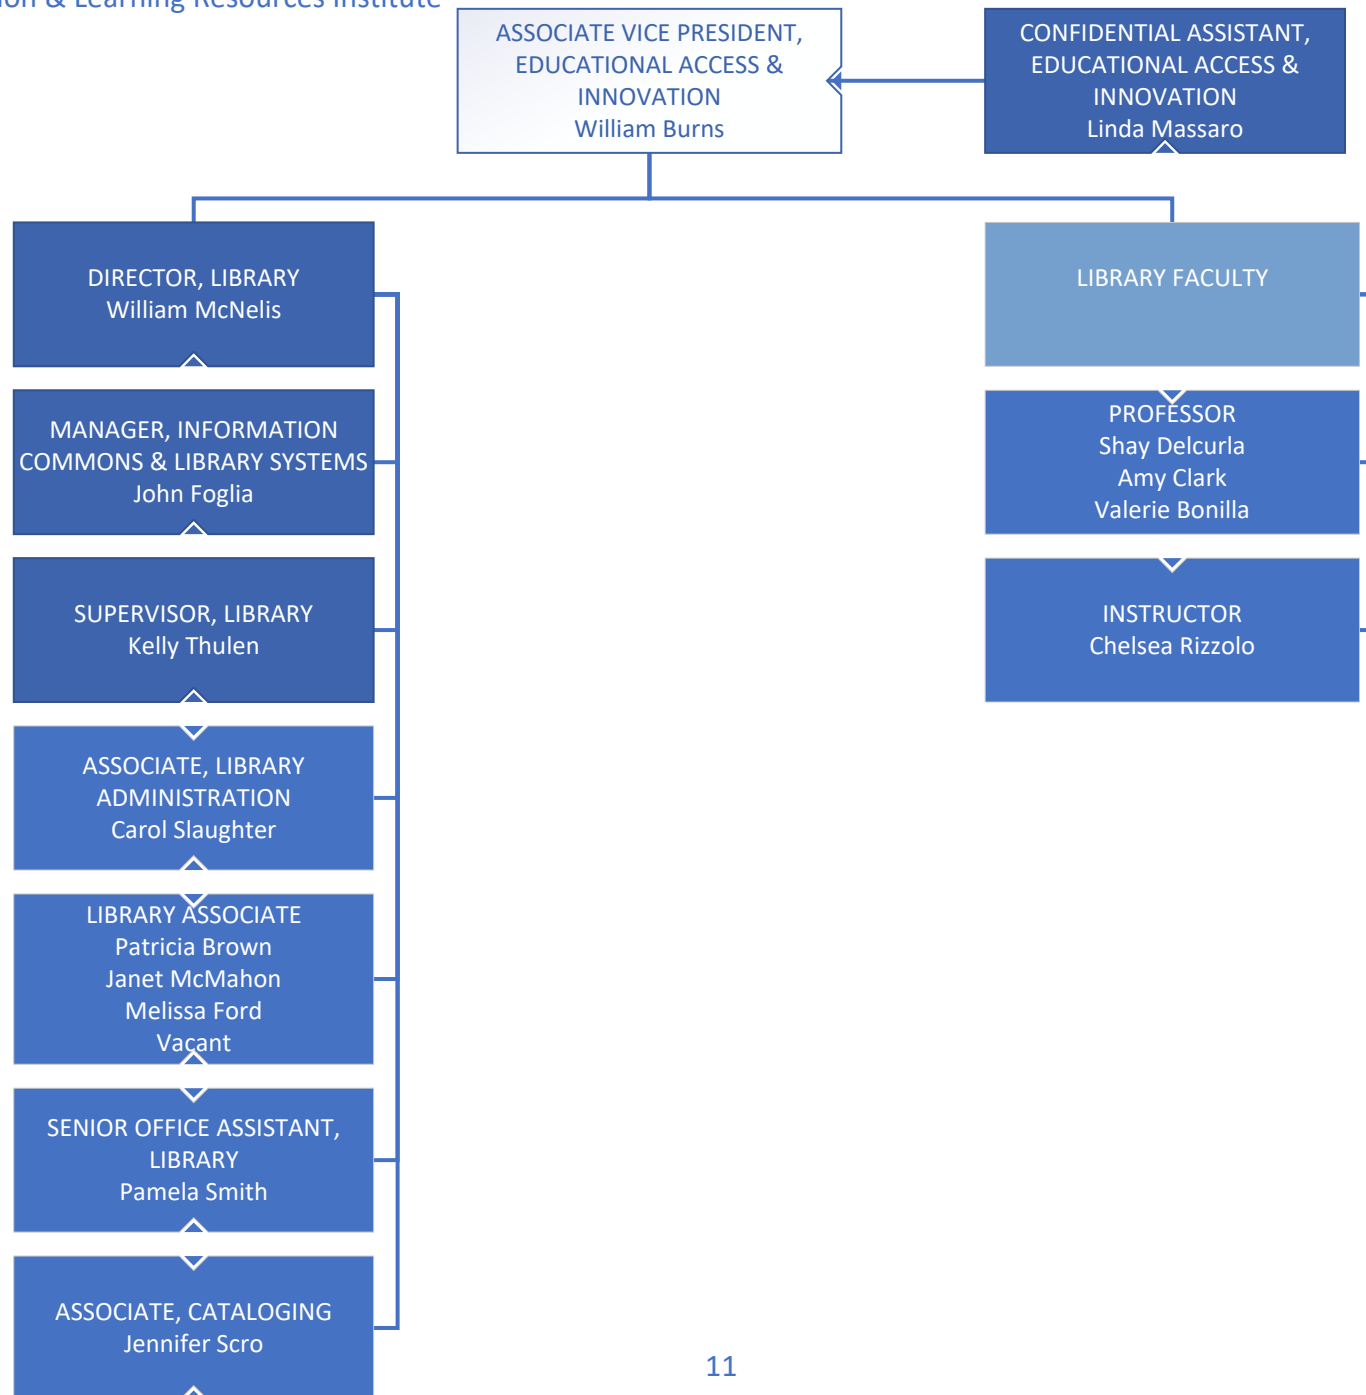 & Learning Resources Institute
ASSOCIATE VICE PRESIDENT,
EDUCATIONAL ACCESS &
INNOVATION
William Burns
CONFIDENTIAL ASSISTANT,
EDUCATIONAL ACCESS &
INNOVATION
Linda Massaro
DIRECTOR, LIBRARY
William McNelis
MANAGER, INFORMATION
COMMONS & LIBRARY SYSTEMS
John Foglia
SUPERVISOR, LIBRARY
Kelly Thulen
ASSOCIATE, LIBRARY
ADMINISTRATION
Carol Slaughter
LIBRARY ASSOCIATE
Patricia Brown
Janet McMahon
Melissa Ford
Vacant
SENIOR OFFICE ASSISTANT,
LIBRARY
Pamela Smith
ASSOCIATE, CATALOGING
Jennifer Scro
LIBRARY FACULTY
PROFESSOR
Shay Delcurla
Amy Clark
Valerie Bonilla
INSTRUCTOR
Chelsea Rizzolo
11